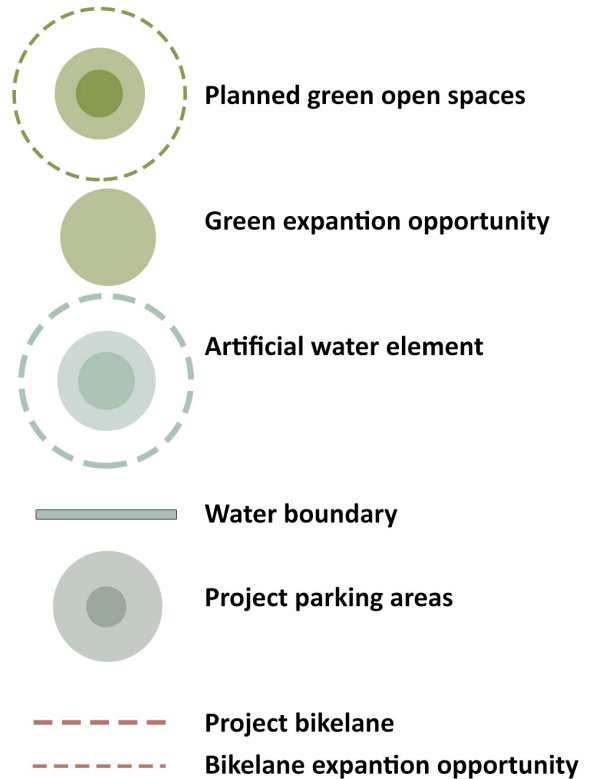 Planned green open spaces
Green expantion opportunity
Artificial water element
Water boundary
Project parking areas
Project bikelane
Bikelane expantion opportunity